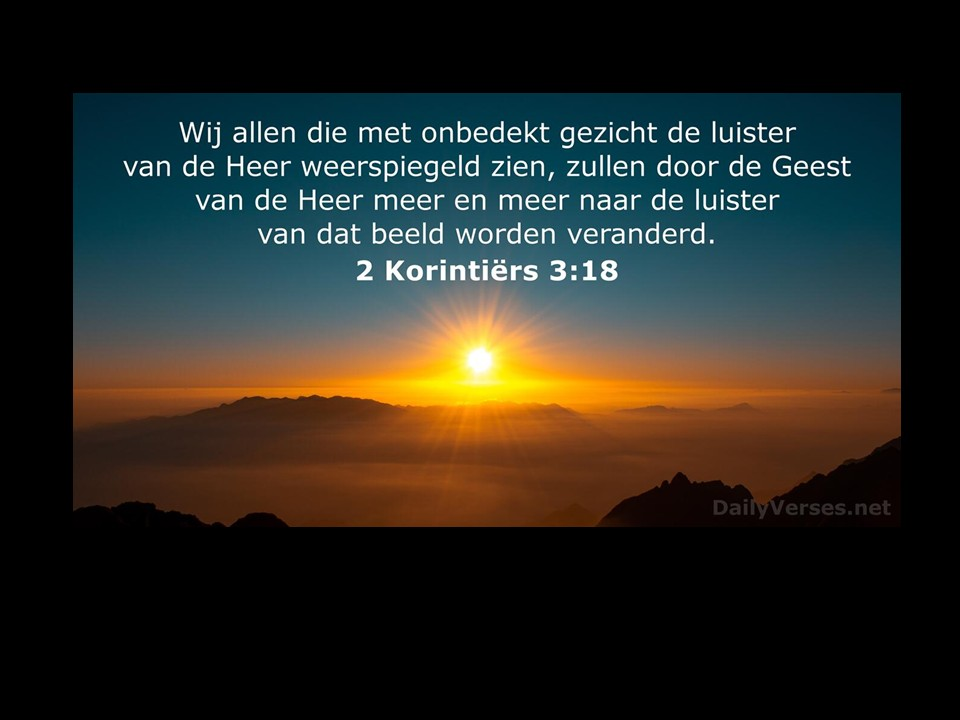 Wij allen die met onbedekt gezicht de luister
van de Heer weerspiegeld zien, zullen door de Geest
van de Heer meer en meer naar de luister
van dat beeld worden veranderd.
2 Korintiërs 3:18
DailyVerses.net